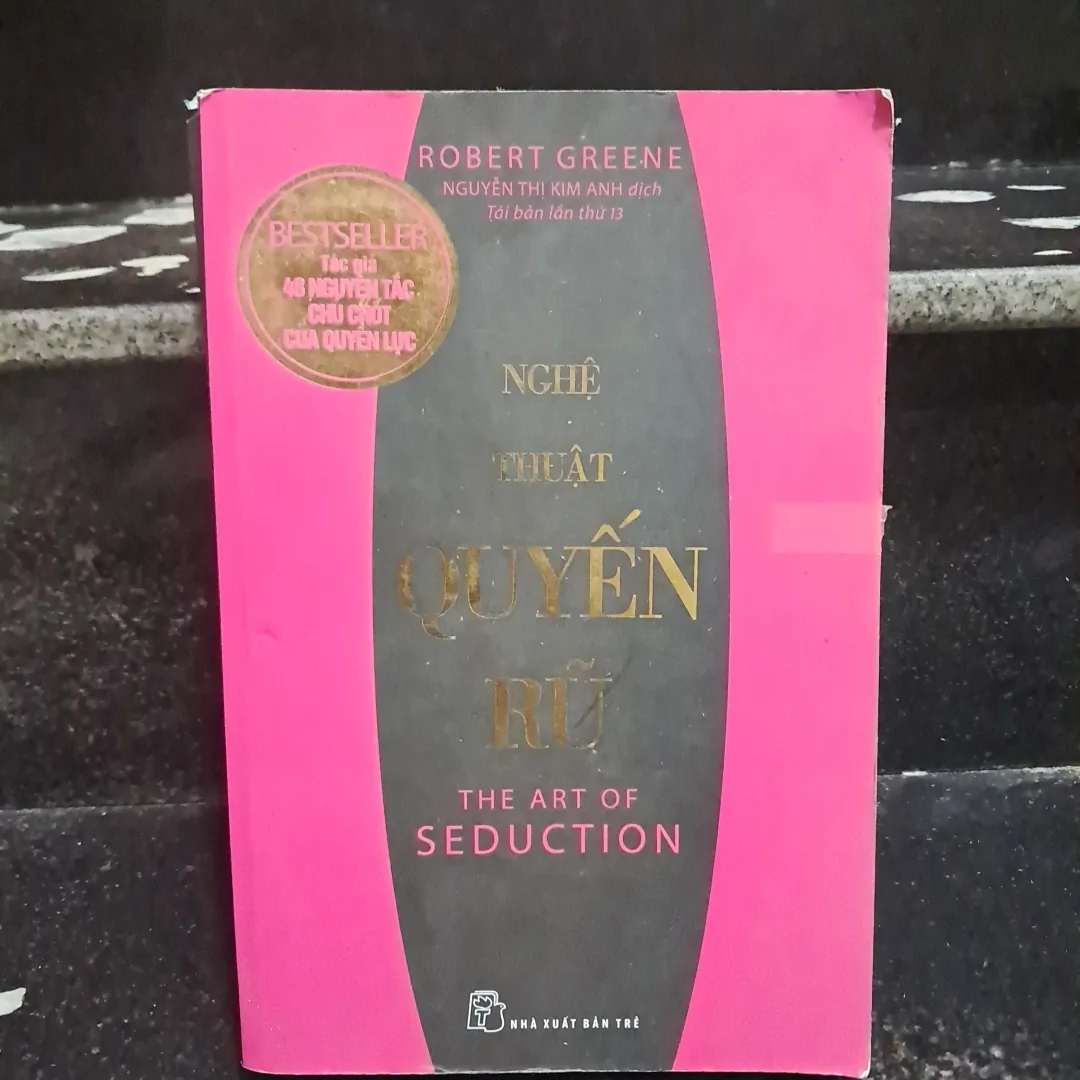 ROBERT GREENE
NGUYỄN THỊ KIM ANH dịch
Tái bản lần thứ 13
BESTSELLER
Tác giả
48 NGUYÊN TẮC
CHỦ CHỐT
CỦA QUYỀN LỰC
NGHỆ
THUẬT
QUYẾN
RŨ
THE ART OF
SEDUCTION
NHÀ XUẤT BẢN TRẺ